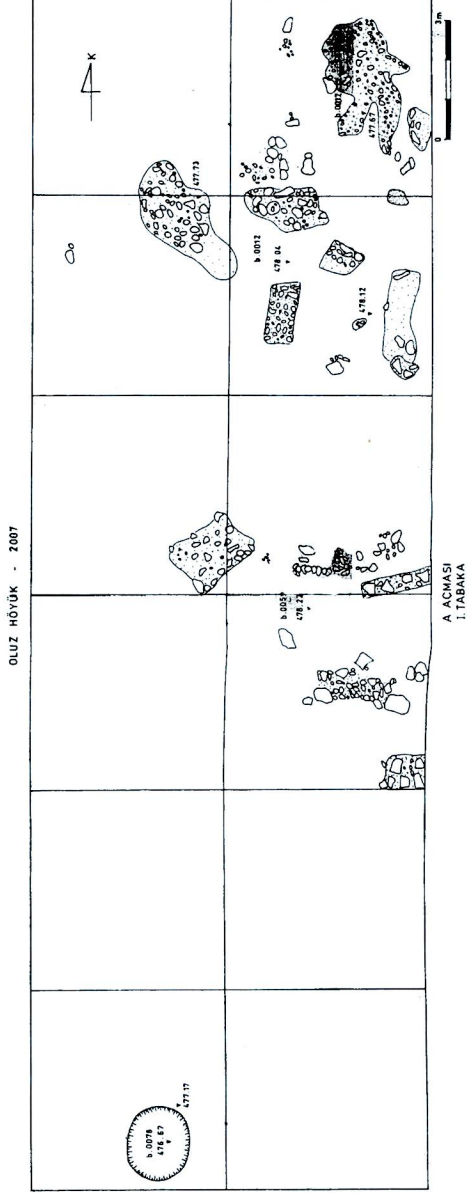 OLUZ HÖYÜK - 2007
K
477.73
b.0012
478.04
478.12
477.67
0
3m
b.0059
478.22
b.0078
476.67
477.17
A AÇMASI
I. TABAKA